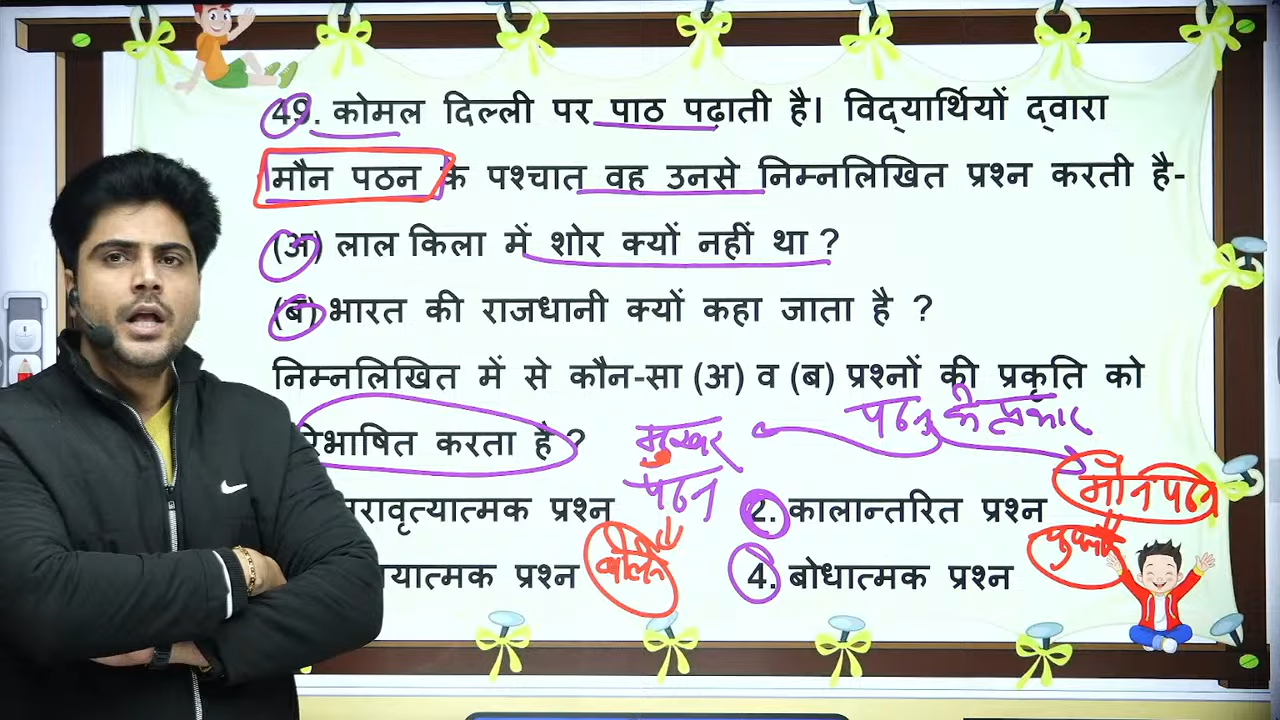 49. कोमल दिल्ली पर पाठ पढ़ाती है। विद्यार्थियों द्वारा
मौन पठन के पश्चात वह उनसे निम्नलिखित प्रश्न करती है-
(अ) लाल किला में शोर क्यों नहीं था ?
(ब) भारत की राजधानी क्यों कहा जाता है ?
निम्नलिखित में से कौन-सा (अ) व (ब) प्रश्नों की प्रकृति को
रिभाषित करता है ?
पठन के प्रकार
मुखर
पठन
मौन पठन
रावृत्यात्मक प्रश्न
2. कालान्तरित प्रश्न
यात्मक प्रश्न
4. बोधात्मक प्रश्न